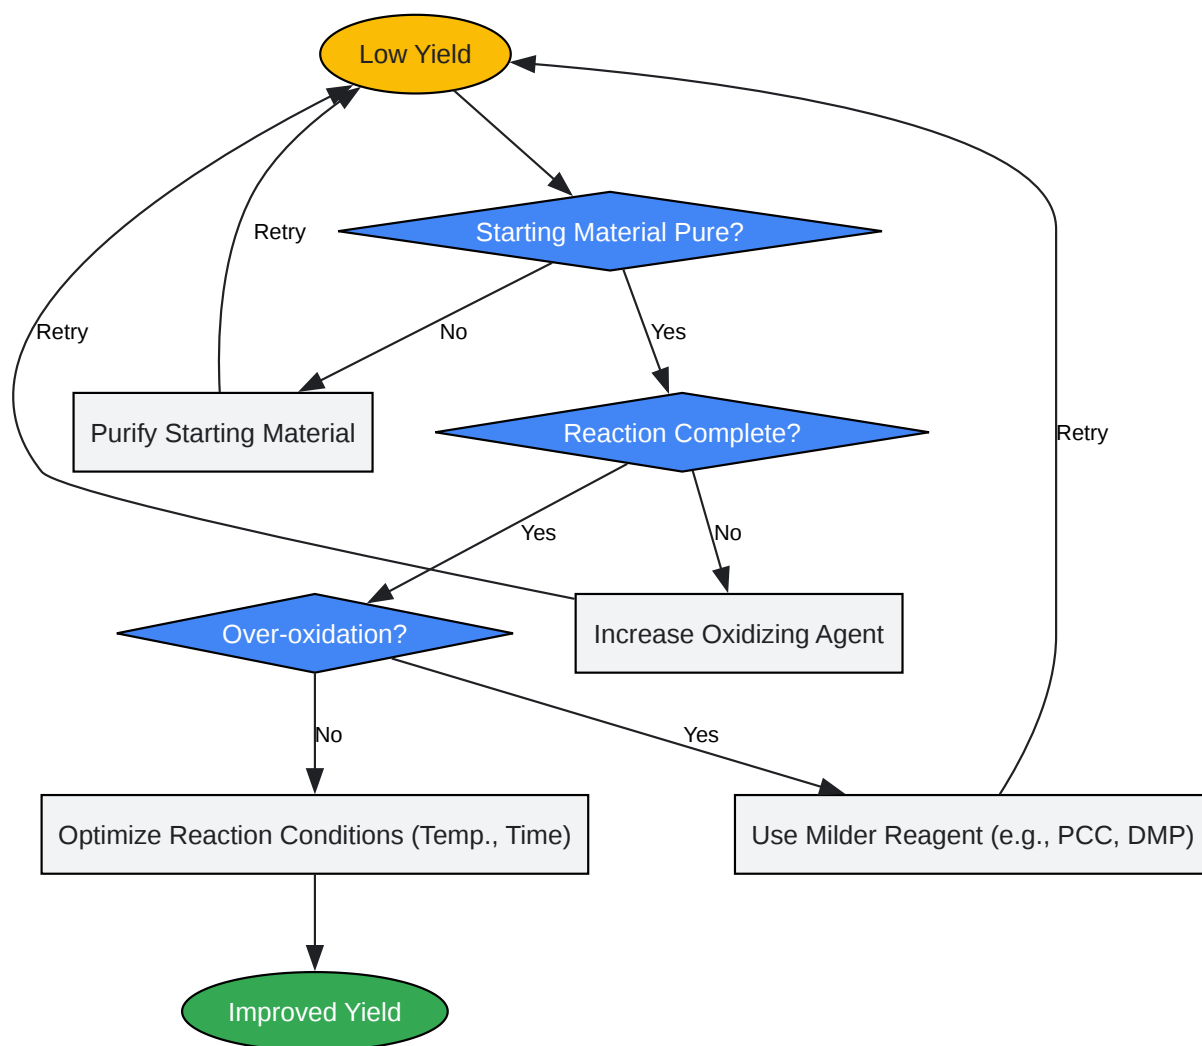 Low Yield
Starting Material Pure?
Retry
Retry
No
Yes
Purify Starting Material
Reaction Complete?
Retry
Yes
No
Over-oxidation?
Increase Oxidizing Agent
No
Yes
Optimize Reaction Conditions (Temp., Time)
Use Milder Reagent (e.g., PCC, DMP)
Improved Yield